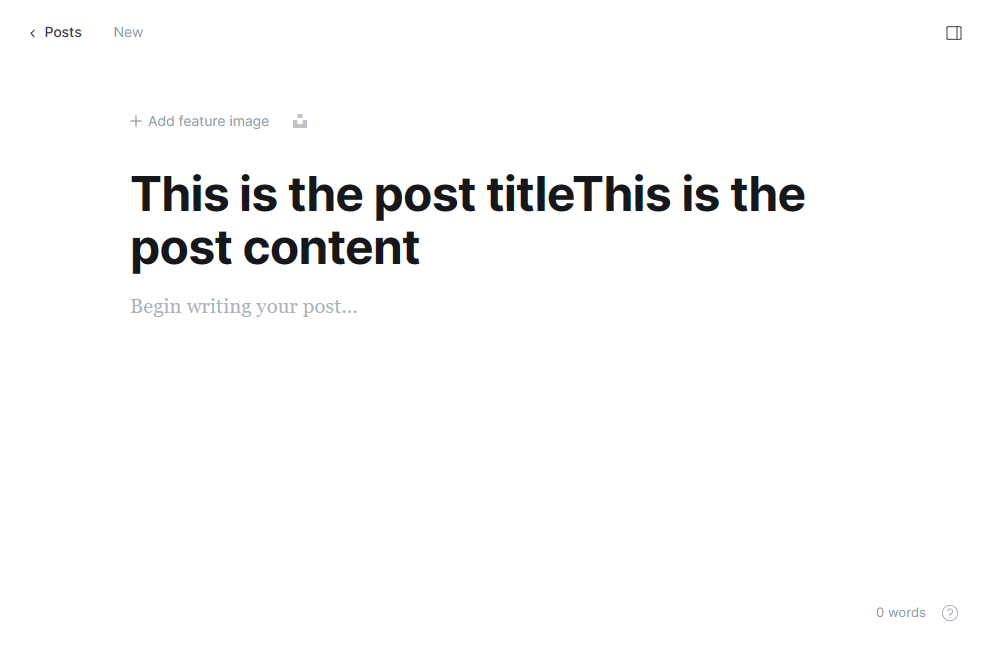 Posts New
Add feature image
This is the post titleThis is the
post content
Begin writing your post...
0 words ?